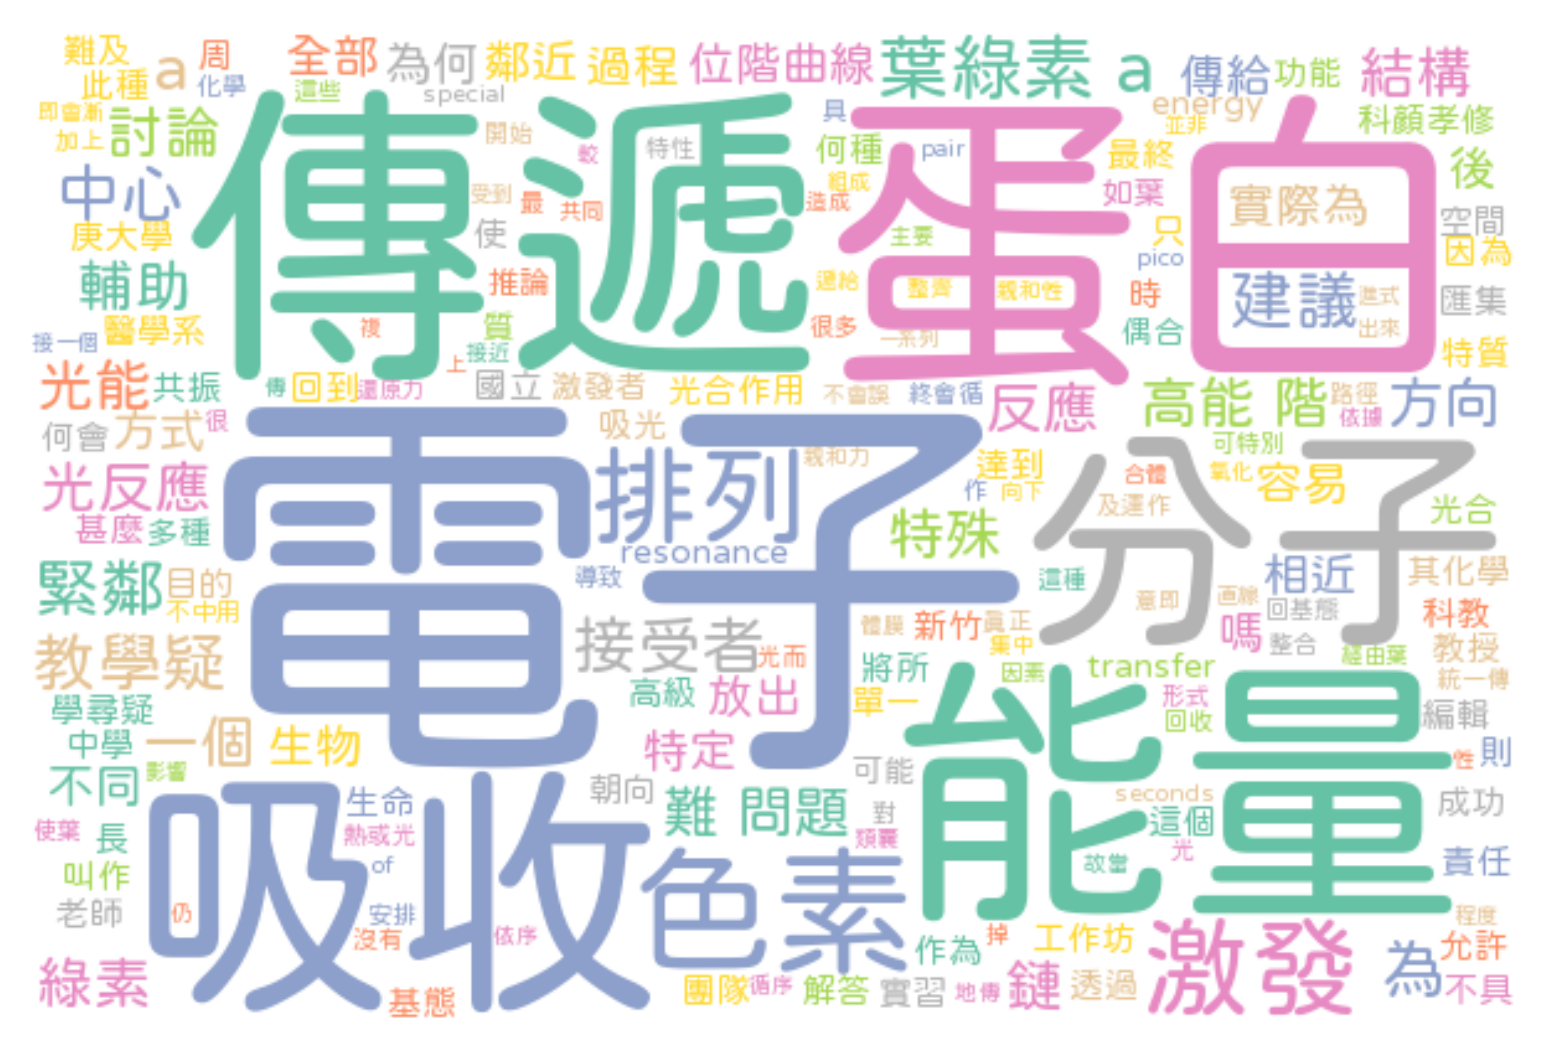 難及
周
全部
為何
鄰近
過程
位階曲線
葉綠素 a
傳給
功能
結構
此種
a
化學
這些
special
energy
即會漸
加上
討論
開始
較
特性
具
何種
pair
並非
最終
科顏孝修
傳遞
蛋白
中心
受到
最
共同
組成
造成
如葉
實際為
後
庚大學
使
主要
只
空間
pico
因為
輔助
推論
遞給
整齊
親和性
時
建議
進式
匯集
醫學系
複
質
很多
一系列
偶合
出來
接一個
上
接近
特質
光能
共振
傳
回到
還原力
國立
激發者
光合作用
不會誤
終會循
反應
高能 階
路徑
方向
依據
何會
方式
很
吸光
親和力
可特別
光反應
電子
排列
達到
分子
合體
氧化
容易
作
向下
及運作
光合
甚麼
多種
特殊
resonance
緊鄰
目的
導致
這種
相近
其化學
不中用
意即
直線
回基態
科教
教學疑
接受者
體膜
新竹
真正
集中
嗎
整合
經由葉
教授
光而
將所
因素
transfer
統一傳
學尋疑
高級
放出
單一
能量
形式
回收
編輯
中學
一個
生物
特定
性
則
不同
影響
可能
吸收
生命
朝向
難 問題
對
seconds
這個
成功
使葉
長
熱或光
類囊
光
叫作
of
色素
故當
責任
老師
仍
安排
程度
沒有
依序
作為
掉
工作坊
激發
為
允許
綠素
基態
團隊
循序
解答
實習
地傳
鏈
透過
不具